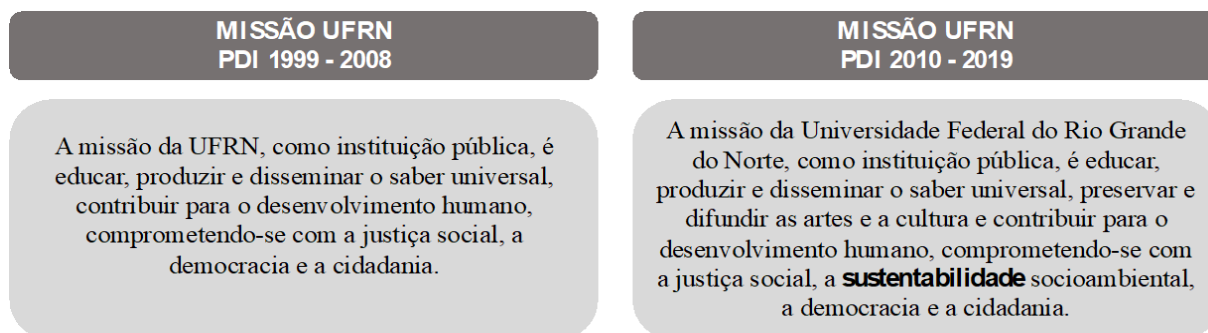 MISSÃO UFRN
PDI 1999 - 2008
A missão da UFRN, como instituição pública, é
educar, produzir e disseminar o saber universal,
contribuir para o desenvolvimento humano,
comprometendo-se com a justiça social, a
democracia e a cidadania.
MISSÃO UFRN
PDI 2010 - 2019
A missão da Universidade Federal do Rio Grande
do Norte, como instituição pública, é educar,
produzir e disseminar o saber universal, preservar e
difundir as artes e a cultura e contribuir para o
desenvolvimento humano, comprometendo-se com
a justiça social, a sustentabilidade socioambiental,
a democracia e a cidadania.